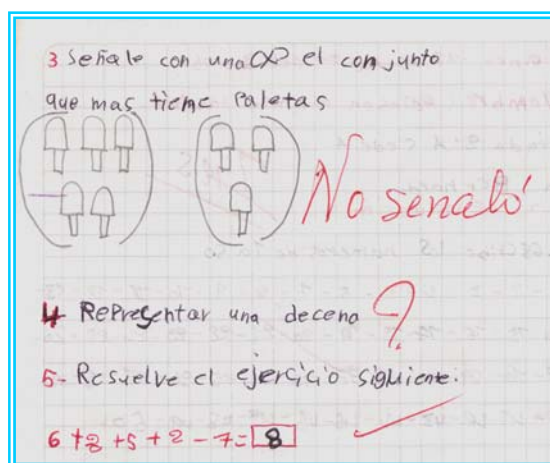 3 Señale con una ∝ el conjunto
que mas tiene Paletas
No señaló
4 Representar una decena ?
5- Resuelve el ejercicio siguiente.
6 + 2 + 5 + 2 - 7 = 8